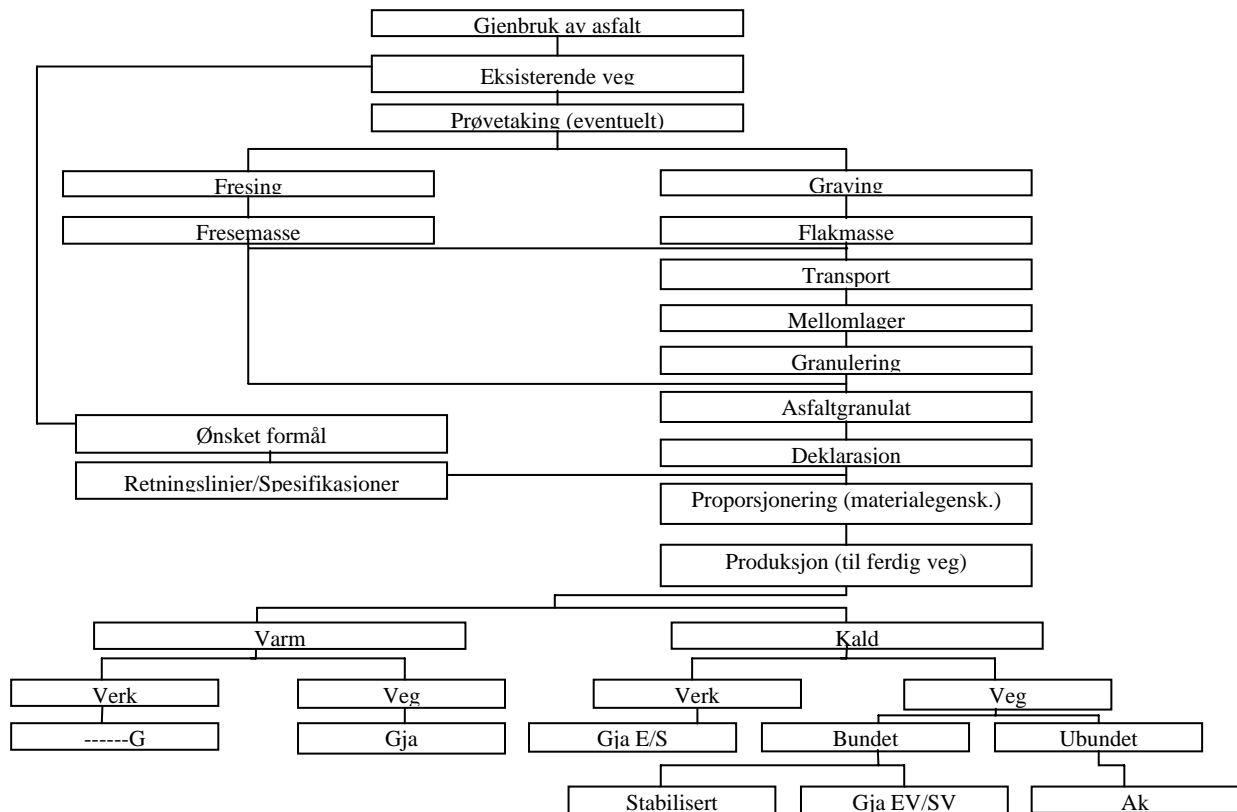 Gjenbruk av asfalt
Eksisterende veg
Prøvetaking (eventuelt)
Fresing
Graving
Fresemasse
Flakmasse
Transport
Mellomlager
Granulering
Asfaltgranulat
Ønsket formål
Deklarasjon
Retningslinjer/Spesifikasjoner
Proporsjonering (materialegensk.)
Produksjon (til ferdig veg)
Varm
Kald
Verk
Veg
Verk
Veg
------G
Gja
Gja E/S
Bundet
Ubundet
Stabilisert
Gja EV/SV
Ak